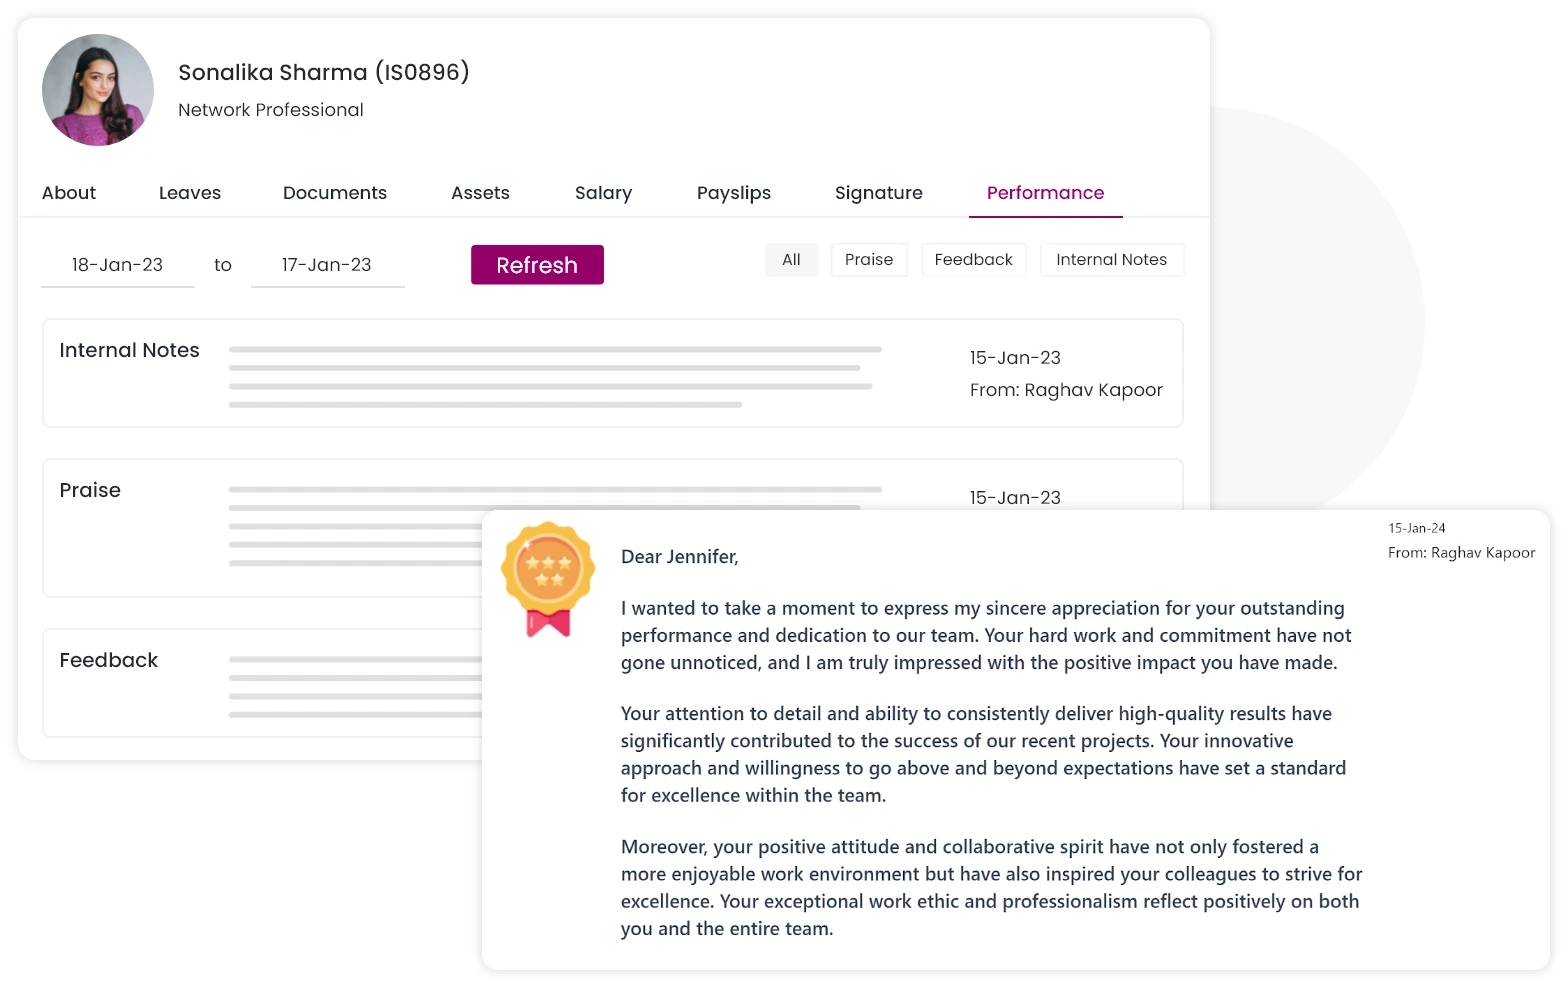 Sonalika Sharma (IS0896)
Network Professional
About Leaves Documents Assets Salary Payslips Signature Performance
18-Jan-23 to 17-Jan-23 Refresh All Praise Feedback Internal Notes
Internal Notes
15-Jan-23
From: Raghav Kapoor
Praise
15-Jan-23
Feedback
15-Jan-24
From: Raghav Kapoor
Dear Jennifer,
I wanted to take a moment to express my sincere appreciation for your outstanding
performance and dedication to our team. Your hard work and commitment have not
gone unnoticed, and I am truly impressed with the positive impact you have made.
Your attention to detail and ability to consistently deliver high-quality results have
significantly contributed to the success of our recent projects. Your innovative
approach and willingness to go above and beyond expectations have set a standard
for excellence within the team.
Moreover, your positive attitude and collaborative spirit have not only fostered a
more enjoyable work environment but have also inspired your colleagues to strive for
excellence. Your exceptional work ethic and professionalism reflect positively on both
you and the entire team.